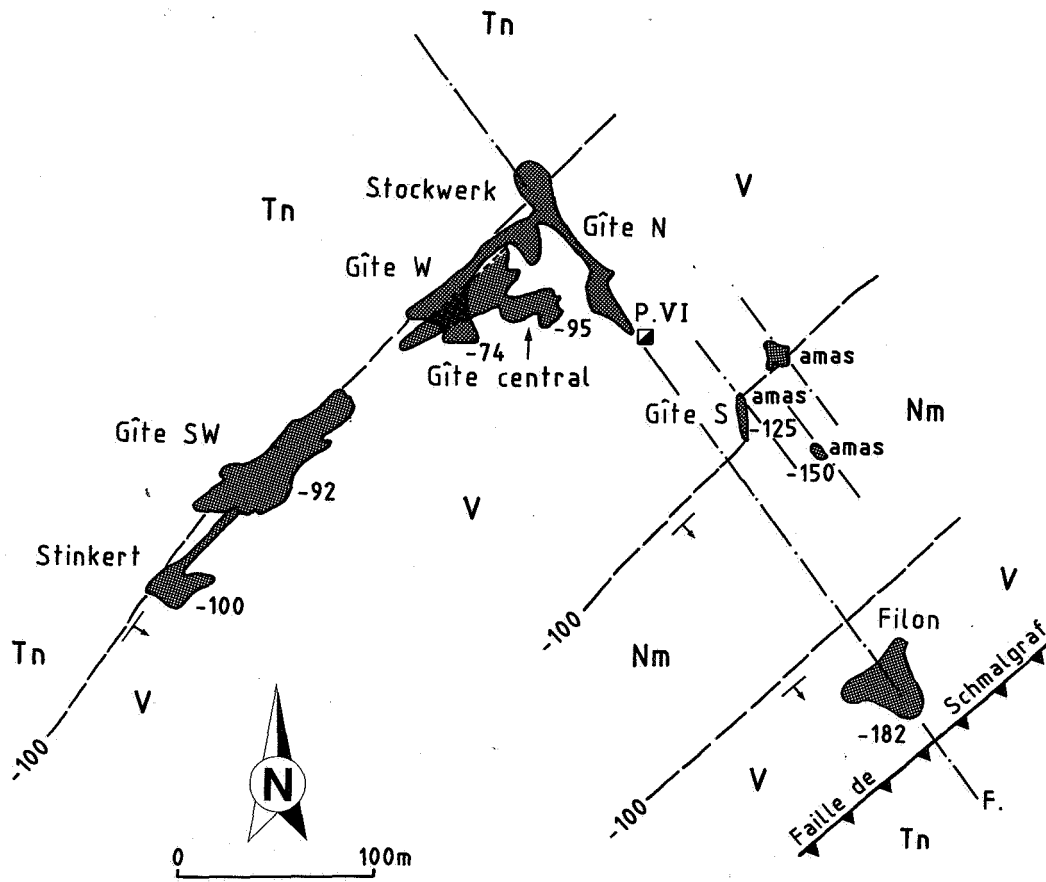 Tn
V
Stockwerk
Tn
Gîte N
Gîte W
P.VI
-95
-74
amas
Gîte central
amas
Gîte S
Nm
-125
Gîte SW
amas
-150
-92
V
Stinkert
V
-100
Filon
-100
Tn
Nm
Schmalgraf
V
-182
-100
V
N
-100
Faille de
F.
Tn
0 100m